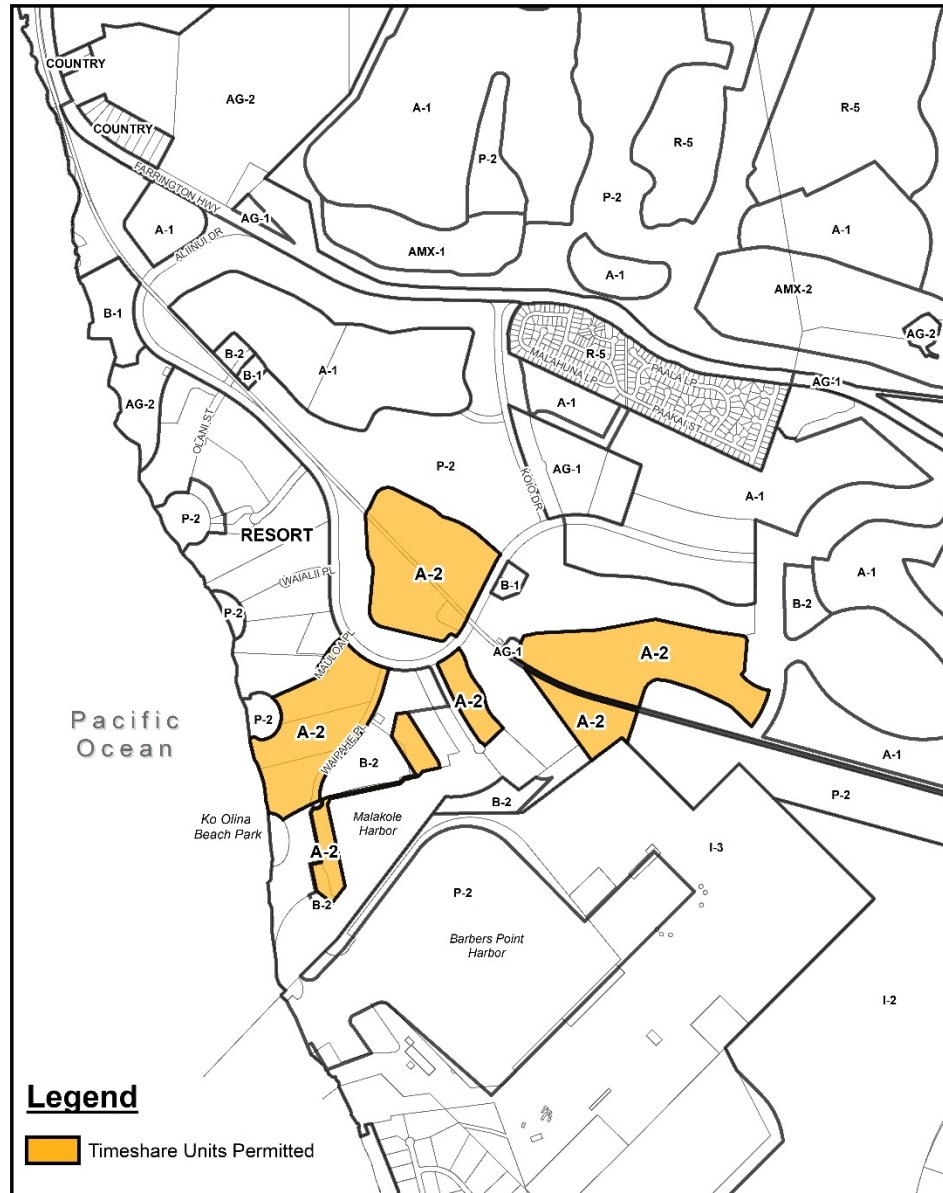 COUNTRY
AG-2
A-1
R-5
R-5
COUNTRY
P-2
FARRINGTON HWY
P-2
AG-1
A-1
A-1
ALIINUI DR
AMX-1
A-1
AMX-2
B-1
AG-2
B-2
R-5
PAALA LP
B-1
A-1
MALAHUNA LP
AG-1
AG-2
A-1
PAAKAI ST
OLANI ST
P-2
AG-1
KOIO DR
A-1
P-2
RESORT
A-2
A-1
WAIALII PL
B-1
B-2
P-2
MAULOA PL
AG-1
A-2
A-2
P-2
A-2
A-2
Pacific
Ocean
WAIPAHE PL
B-2
A-1
B-2
P-2
Ko Olina
Beach Park
Malakole
Harbor
A-2
I-3
P-2
B-2
Barbers Point
Harbor
I-2
Legend
Timeshare Units Permitted